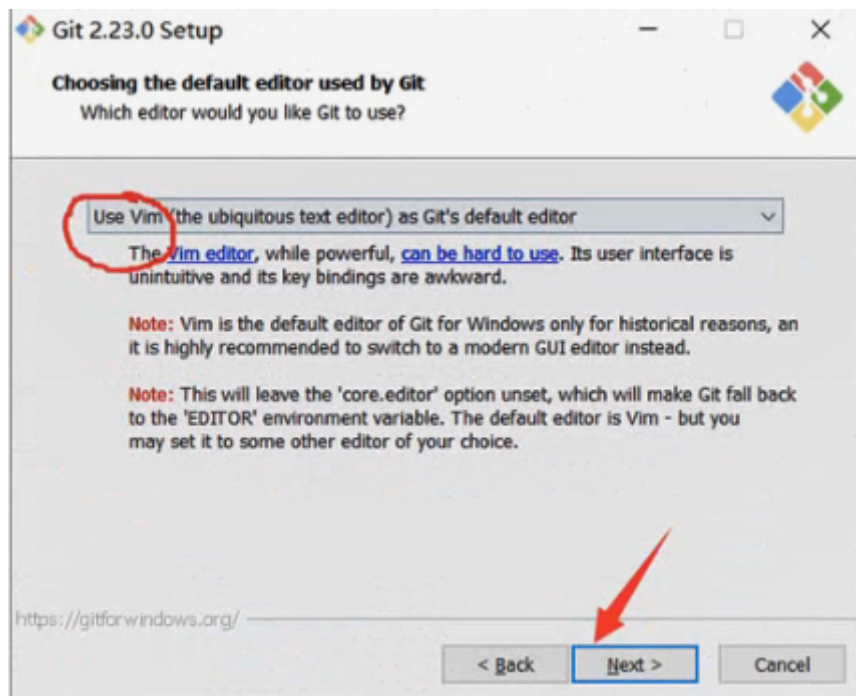 Git 2.23.0 Setup
Choosing the default editor used by Git
Which editor would you like Git to use?
Use Vim (the ubiquitous text editor) as Git's default editor
The Vim editor, while powerful, can be hard to use. Its user interface is
unintuitive and its key bindings are awkward.
Note: Vim is the default editor of Git for Windows only for historical reasons, an
it is highly recommended to switch to a modern GUI editor instead.
Note: This will leave the 'core.editor' option unset, which will make Git fall back
to the 'EDITOR' environment variable. The default editor is Vim - but you
may set it to some other editor of your choice.
https://gitforwindows.org/
< Back Next > Cancel